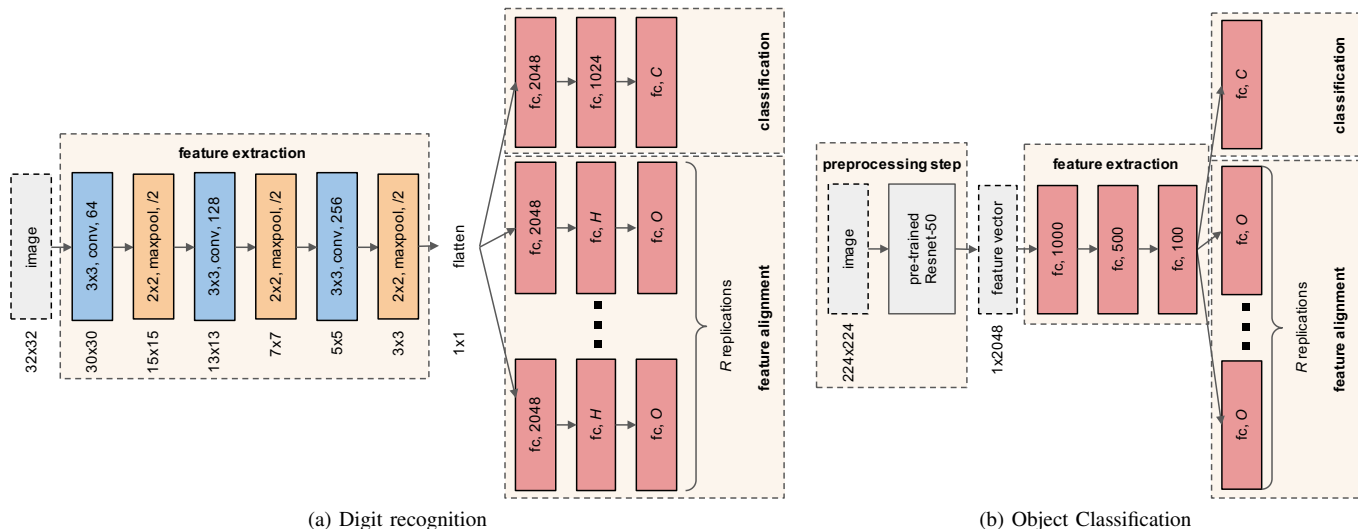 feature extraction
image
3x3, conv, 64
2x2, maxpool, /2
3x3, conv, 128
2x2, maxpool, /2
3x3, conv, 256
2x2, maxpool, /2
flatten
32x32
30x30
15x15
13x13
7x7
5x5
3x3
1x1
fc, 2048
fc, 1024
fc, C
classification
fc, 2048
fc, H
fc, O
fc, 2048
fc, H
fc, O
R replications
feature alignment
(a) Digit recognition
preprocessing step
image
pre-trained
Resnet-50
224x224
feature vector
1x2048
feature extraction
fc, 1000
fc, 500
fc, 100
fc, C
classification
fc, O
fc, O
R replications
feature alignment
(b) Object Classification